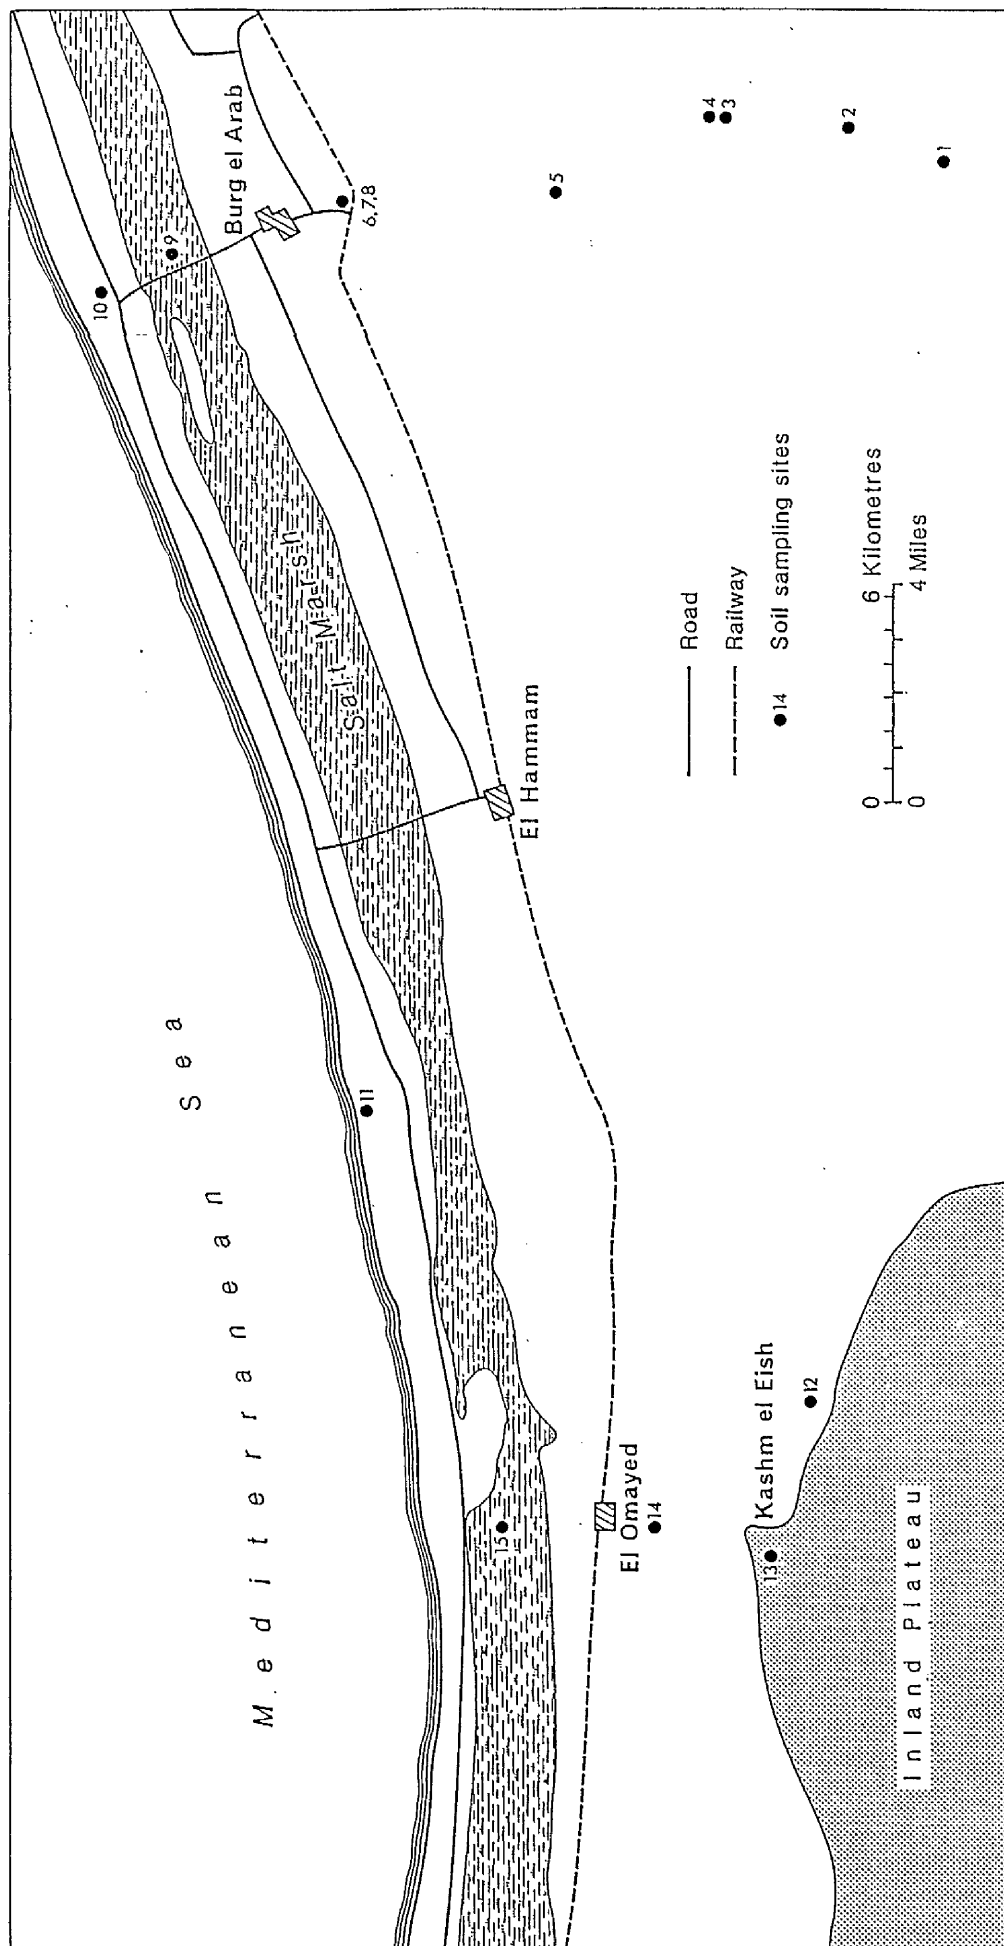 Mediterranean Sea
Salt Marsh
Burg el Arab
El Hammam
El Omayed
Kashm el Eish
Inland Plateau
10
9
6,7,8
5
4
3
2
1
11
15
14
13
12
Road
Railway
14 Soil sampling sites
0 6 Kilometres
0 4 Miles